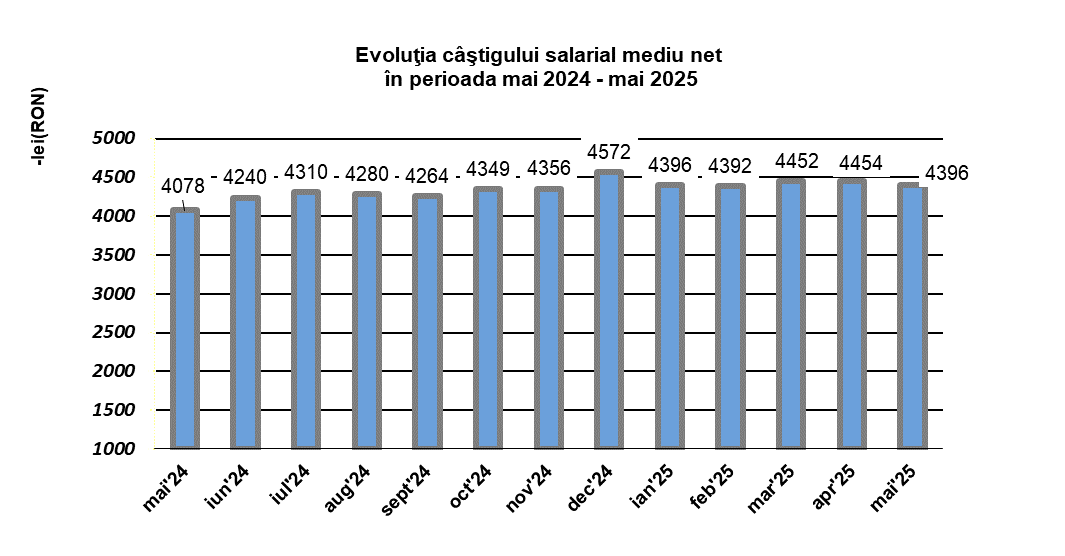 Evoluţia câştigului salarial mediu net
în perioada mai 2024 - mai 2025
-lei(RON)
5000
4500
4000
3500
3000
2500
2000
1500
1000
4078
4240
4310
4280
4264
4349
4356
4572
4396
4392
4452
4454
4396
mai'24
iun'24
iul'24
aug'24
sept'24
oct'24
nov'24
dec'24
ian'25
feb'25
mar'25
apr'25
mai'25